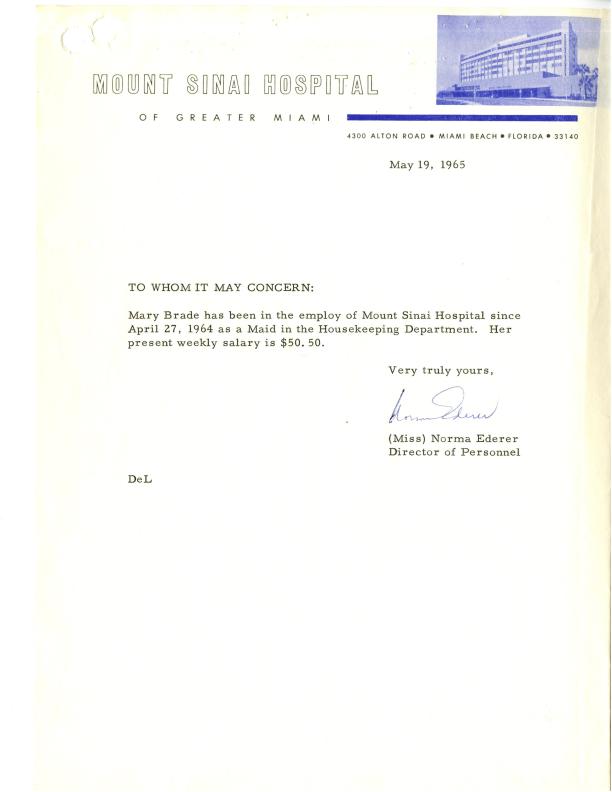 MOUNT SINAI HOSPITAL
OF GREATER MIAMI
4300 ALTON ROAD • MIAMI BEACH • FLORIDA • 33140
May 19, 1965
TO WHOM IT MAY CONCERN:
Mary Brade has been in the employ of Mount Sinai Hospital since
April 27, 1964 as a Maid in the Housekeeping Department. Her
present weekly salary is $50.50.
Very truly yours,
Norma Ederer
(Miss) Norma Ederer
Director of Personnel
DeL